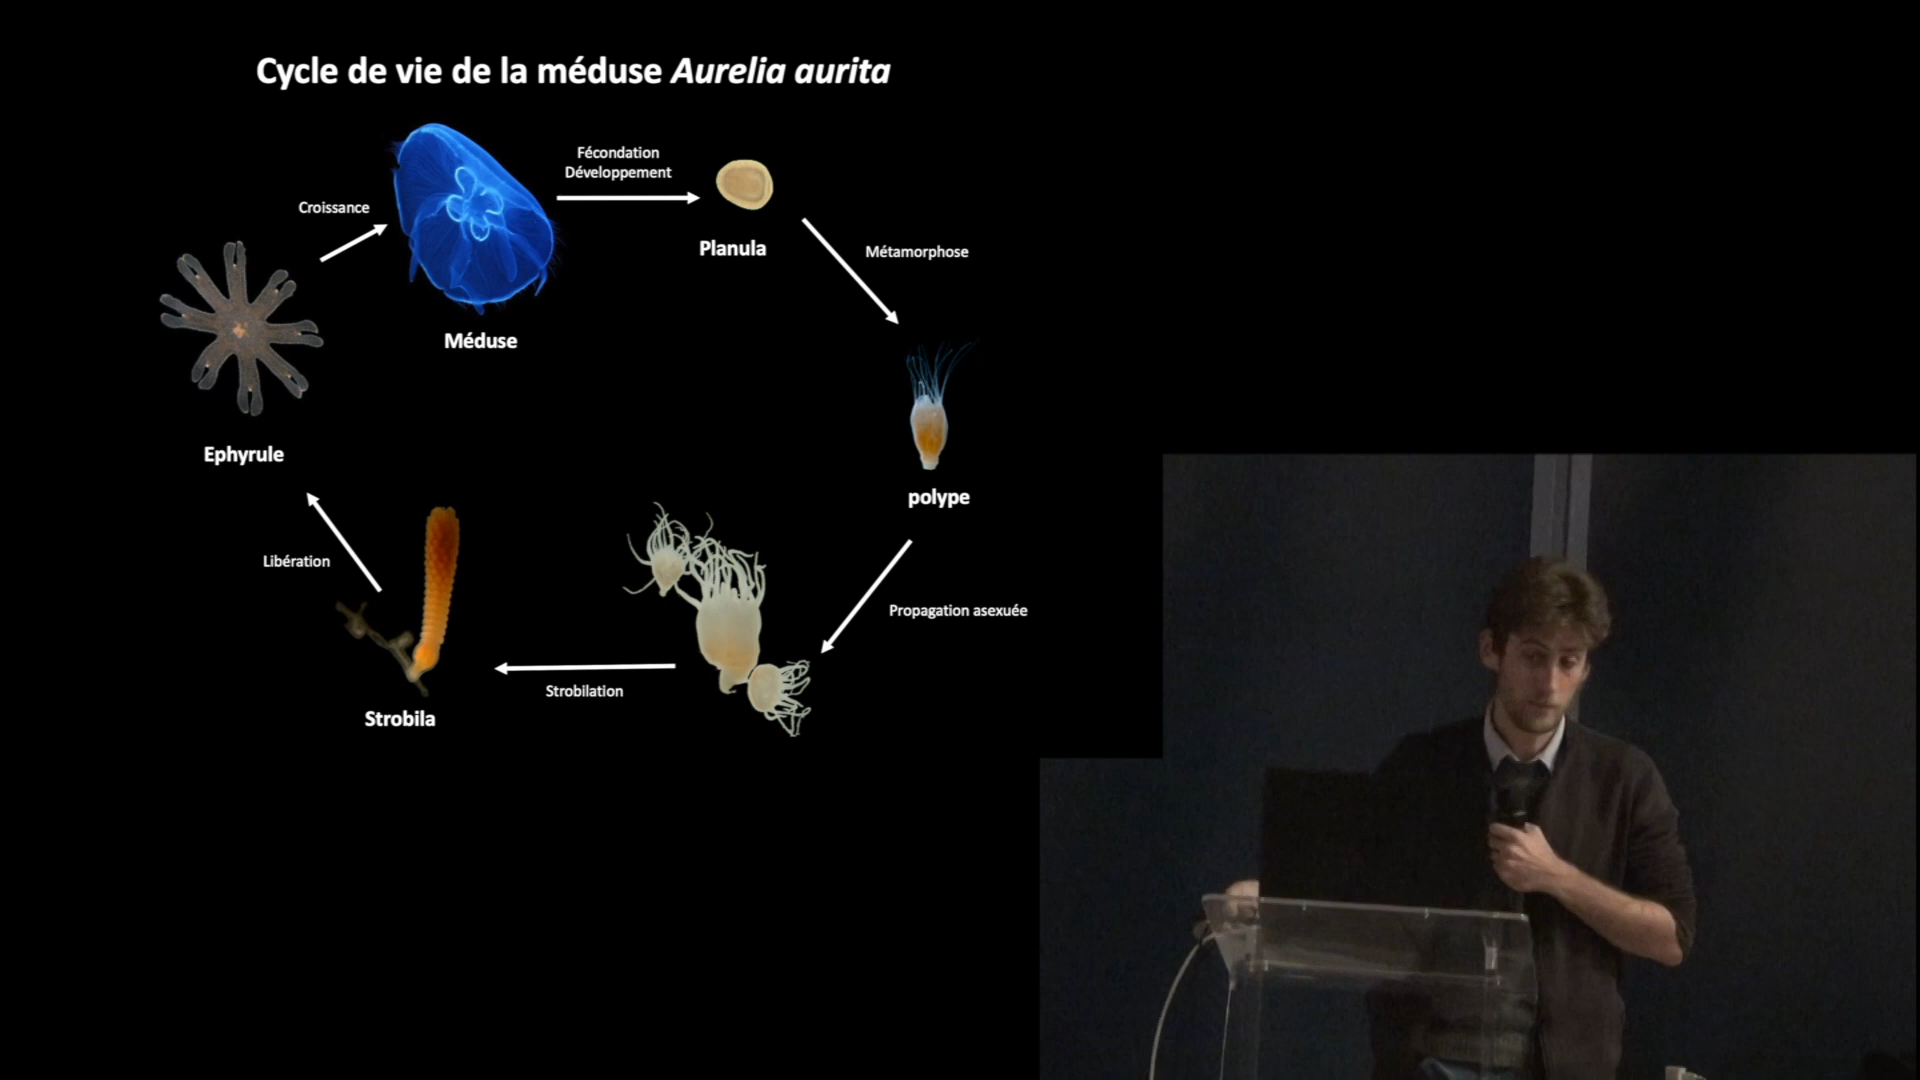 Cycle de vie de la méduse Aurelia aurita
Fécondation
Développement
Croissance
Planula
Métamorphose
Méduse
Ephyrule
polype
Libération
Propagation asexuée
Strobilation
Strobila